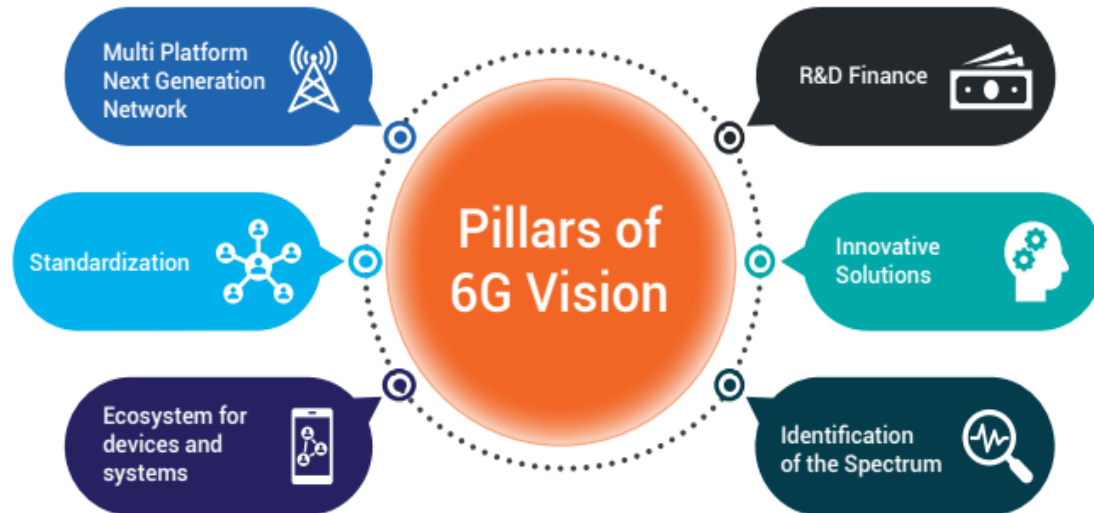 Multi Platform
Next Generation
Network
R&D Finance
Standardization
Pillars of
6G Vision
Innovative
Solutions
Ecosystem for
devices and
systems
Identification
of the Spectrum